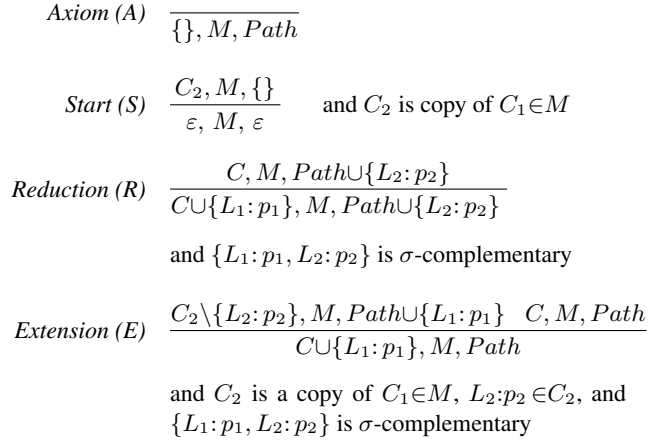 Axiom (A)
{}, M, Path
Start (S)
C₂, M, {}
ε, M, ε
and C₂ is copy of C₁∈M
Reduction (R)
C, M, Path∪{L₂: p₂}
C∪{L₁: p₁}, M, Path∪{L₂: p₂}
and {L₁: p₁, L₂: p₂} is σ-complementary
Extension (E)
C₂\{L₂: p₂}, M, Path∪{L₁: p₁} C, M, Path
C∪{L₁: p₁}, M, Path
and C₂ is a copy of C₁∈M, L₂:p₂∈C₂, and
{L₁: p₁, L₂: p₂} is σ-complementary